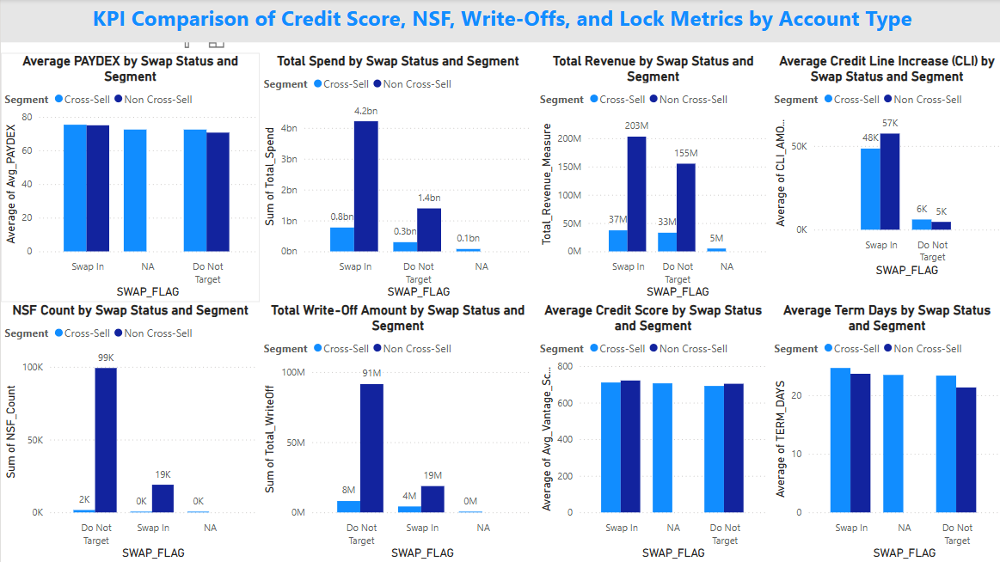 KPI Comparison of Credit Score, NSF, Write-Offs, and Lock Metrics by Account Type
Average PAYDEX by Swap Status and
Segment
Segment Cross-Sell Non Cross-Sell
Average of Avg_PAYDEX
80
60
40
20
0
Swap In NA Do Not
Target
SWAP_FLAG
Total Spend by Swap Status and Segment
Segment Cross-Sell Non Cross-Sell
Sum of Total_Spend
4bn
3bn
2bn
1bn
0bn
0.8bn 4.2bn 0.3bn 1.4bn 0.1bn
Swap In Do Not NA
Target
SWAP_FLAG
Total Revenue by Swap Status and
Segment
Segment Cross-Sell Non Cross-Sell
Total_Revenue_Measure
200M
150M
100M
50M
0M
37M 203M 33M 155M 5M
Swap In Do Not NA
Target
SWAP_FLAG
Average Credit Line Increase (CLI) by
Swap Status and Segment
Segment Cross-Sell Non Cross-Sell
Average of CLI_AMO...
50K
0K
48K 57K 6K 5K
Swap In Do Not
Target
SWAP_FLAG
NSF Count by Swap Status and Segment
Segment Cross-Sell Non Cross-Sell
Sum of NSF_Count
100K
50K
0K
2K 99K 0K 19K 0K
Do Not Swap In NA
Target
SWAP_FLAG
Total Write-Off Amount by Swap Status and
Segment
Segment Cross-Sell Non Cross-Sell
Sum of Total_WriteOff
100M
50M
0M
8M 91M 4M 19M 0M
Do Not Swap In NA
Target
SWAP_FLAG
Average Credit Score by Swap Status
and Segment
Segment Cross-Sell Non Cross-Sell
Average of Avg_Vantage_Sc...
800
600
400
200
0
Swap In NA Do Not
Target
SWAP_FLAG
Average Term Days by Swap Status
and Segment
Segment Cross-Sell Non Cross-Sell
Average of TERM_DAYS
20
10
0
Swap In NA Do Not
Target
SWAP_FLAG